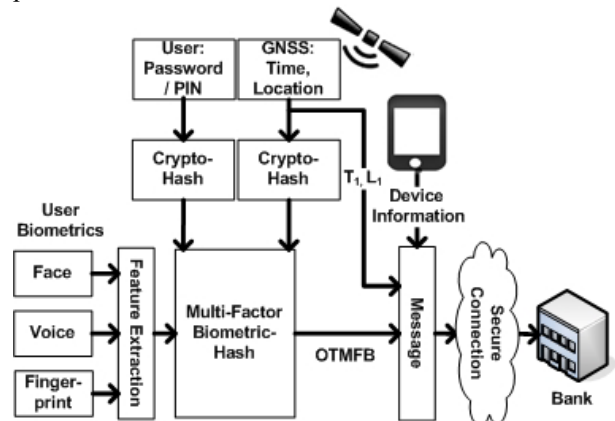 User:
Password
/ PIN
GNSS:
Time,
Location
Crypto-
Hash
Crypto-
Hash
T1, L1
Device
Information
User
Biometrics
Face
Voice
Finger-
print
Feature Extraction
Multi-Factor
Biometric-
Hash
OTMFB
Message
Secure
Connection
Bank